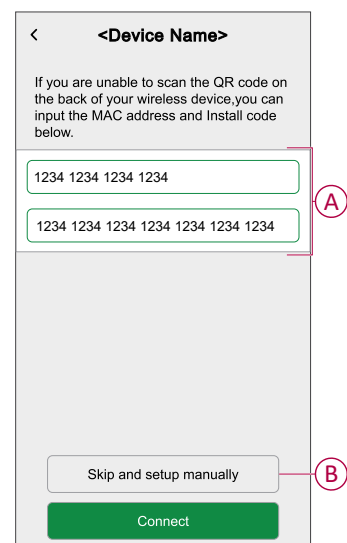 <
<Device Name>
If you are unable to scan the QR code on
the back of your wireless device,you can
input the MAC address and Install code
below.
1234 1234 1234 1234
A
1234 1234 1234 1234 1234 1234 1234
Skip and setup manually
B
Connect